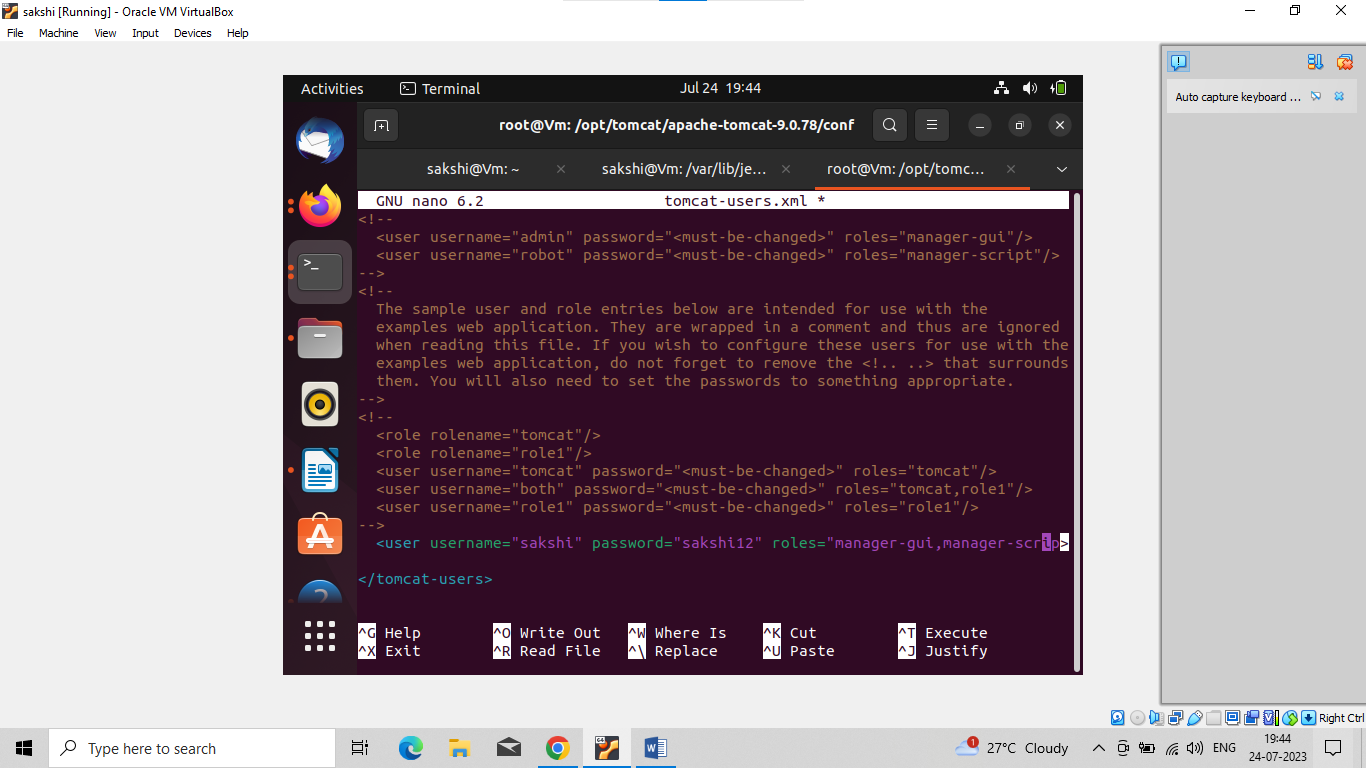 sakshi [Running] - Oracle VM VirtualBox
File Machine View Input Devices Help
Auto capture keyboard ...
Activities Terminal Jul 24 19:44
root@Vm: /opt/tomcat/apache-tomcat-9.0.78/conf
sakshi@Vm: ~ sakshi@Vm: /var/lib/je... root@Vm: /opt/tomc...
GNU nano 6.2 tomcat-users.xml *
<!--
<user username="admin" password="<must-be-changed>" roles="manager-gui"/>
<user username="robot" password="<must-be-changed>" roles="manager-script"/>
-->
<!--
The sample user and role entries below are intended for use with the
examples web application. They are wrapped in a comment and thus are ignored
when reading this file. If you wish to configure these users for use with the
examples web application, do not forget to remove the <!.. ..> that surrounds
them. You will also need to set the passwords to something appropriate.
-->
<!--
<role rolename="tomcat"/>
<role rolename="role1"/>
<user username="tomcat" password="<must-be-changed>" roles="tomcat"/>
<user username="both" password="<must-be-changed>" roles="tomcat,role1"/>
<user username="role1" password="<must-be-changed>" roles="role1"/>
-->
<user username="sakshi" password="sakshi12" roles="manager-gui,manager-scrip>
</tomcat-users>
^G Help ^O Write Out ^W Where Is ^K Cut ^T Execute
^X Exit ^R Read File ^\ Replace ^U Paste ^J Justify
Right Ctrl
Type here to search
1 27°C Cloudy ENG 19:44
24-07-2023